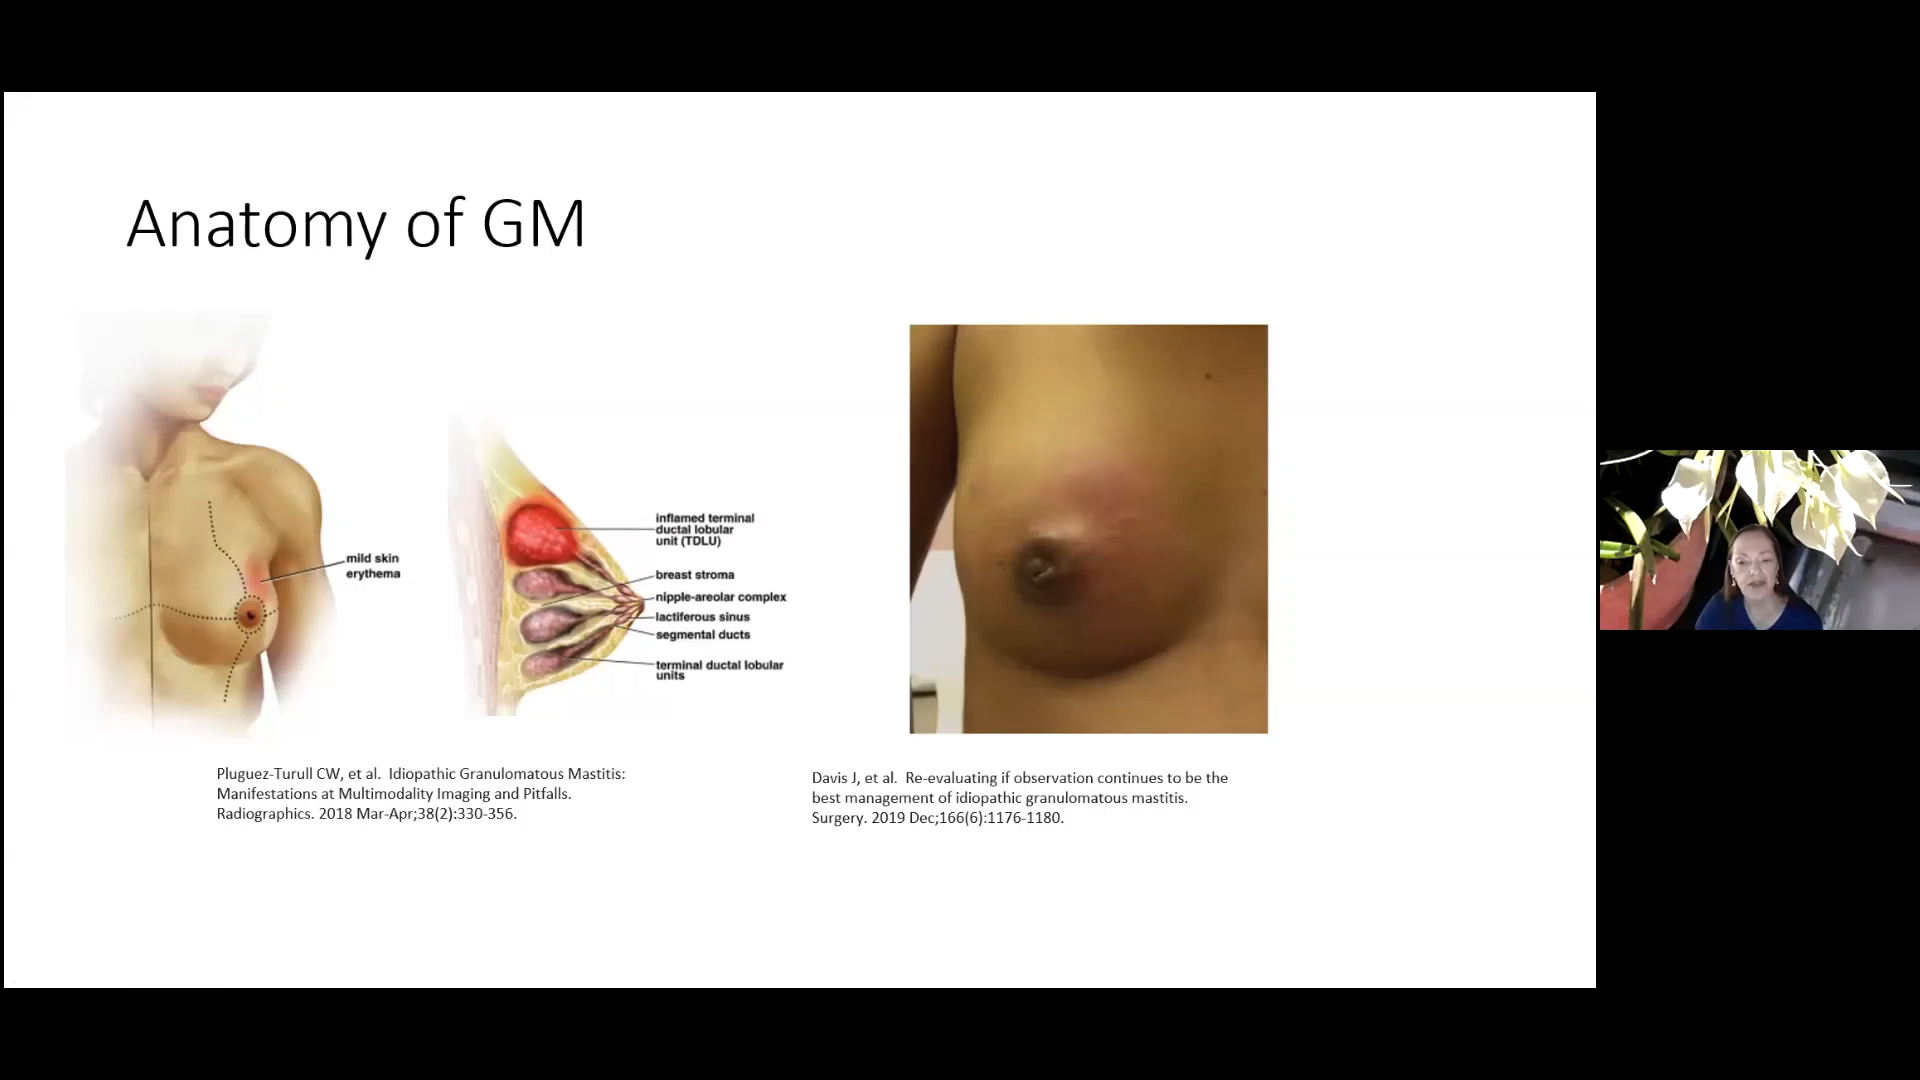 Anatomy of GM
mild skin
erythema
inflamed terminal
ductal lobular
unit (TDLU)
breast stroma
nipple-areolar complex
lactiferous sinus
segmental ducts
terminal ductal lobular
units
Pluguez-Turull CW, et al.  Idiopathic Granulomatous Mastitis:
Manifestations at Multimodality Imaging and Pitfalls.
Radiographics. 2018 Mar-Apr;38(2):330-356.
Davis J, et al.  Re-evaluating if observation continues to be the
best management of idiopathic granulomatous mastitis.
Surgery. 2019 Dec;166(6):1176-1180.